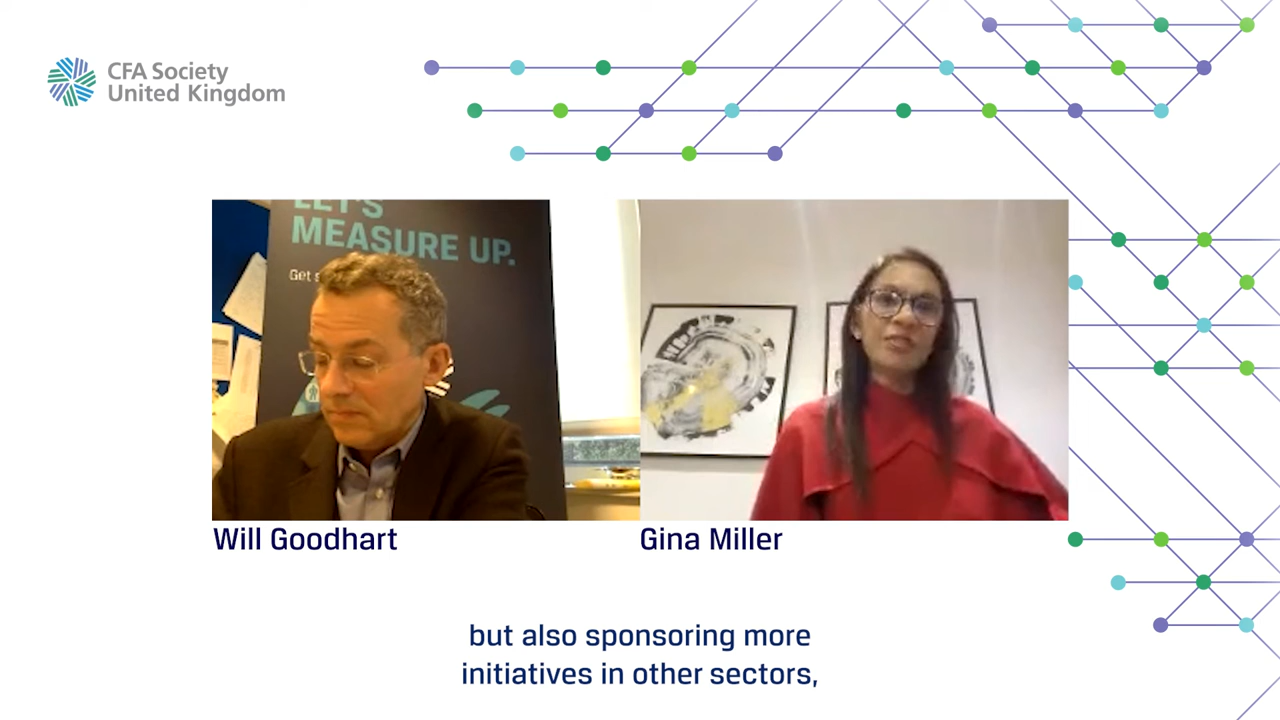 CFA Society
United Kingdom
LET'S
MEASURE UP.
Get s
Will Goodhart
Gina Miller
but also sponsoring more
initiatives in other sectors,